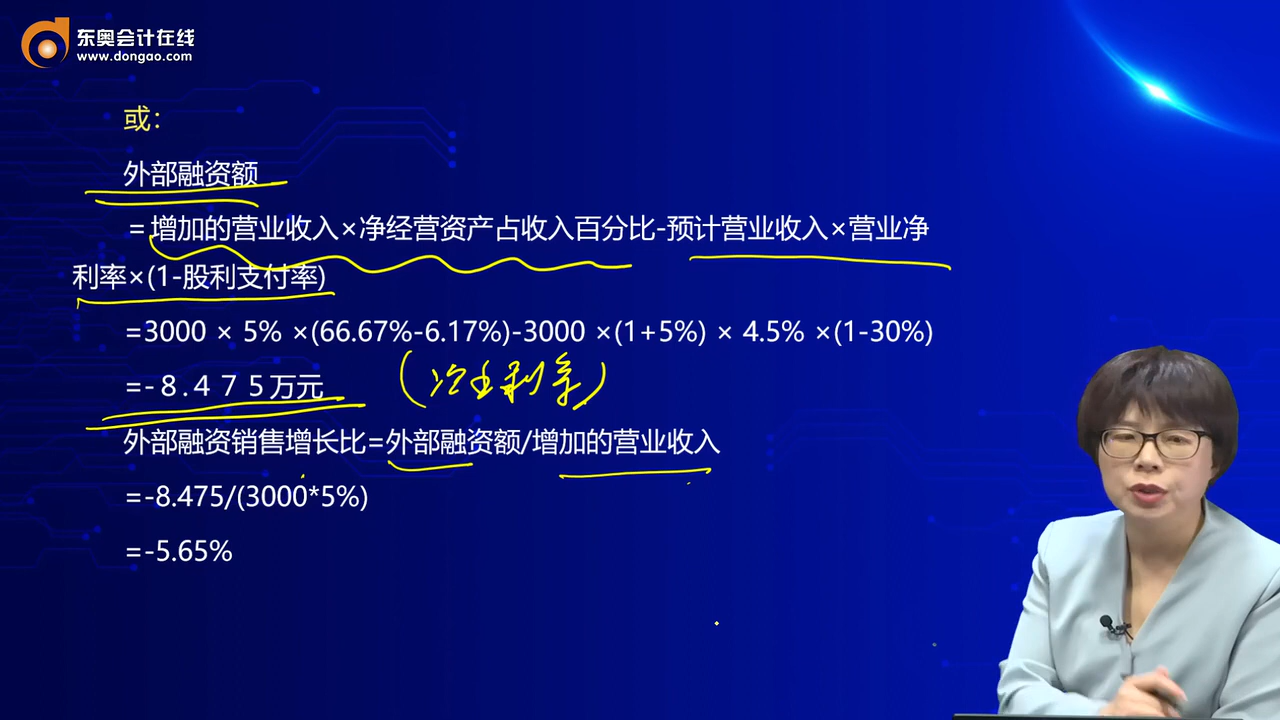 东奥会计在线
www.dongao.com
或：
外部融资额
=增加的营业收入×净经营资产占收入百分比-预计营业收入×营业净
利率×(1-股利支付率)
=3000 × 5% ×(66.67%-6.17%)-3000 ×(1+5%) × 4.5% ×(1-30%)
=-8.475万元
外部融资销售增长比=外部融资额/增加的营业收入
=-8.475/(3000*5%)
=-5.65%